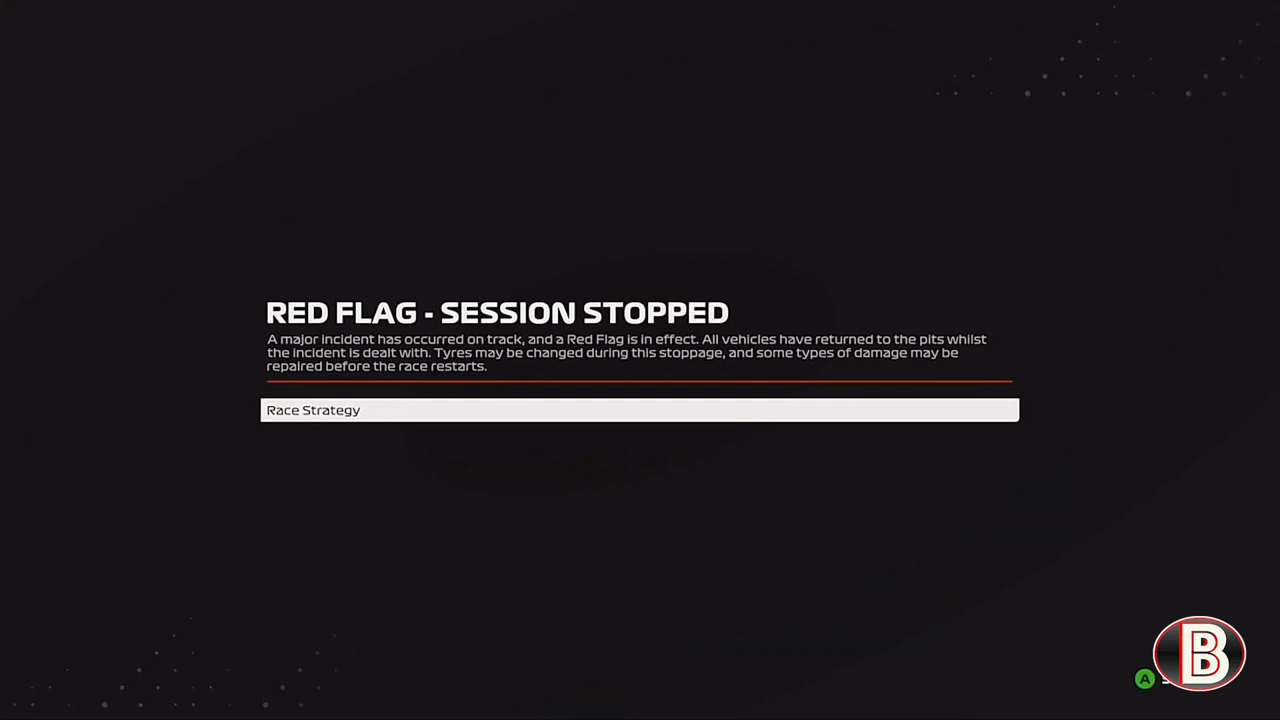 RED FLAG - SESSION STOPPED
A major incident has occurred on track, and a Red Flag is in effect. All vehicles have returned to the pits whilst
the incident is dealt with. Tyres may be changed during this stoppage, and some types of damage may be
repaired before the race restarts.
Race Strategy
A
B